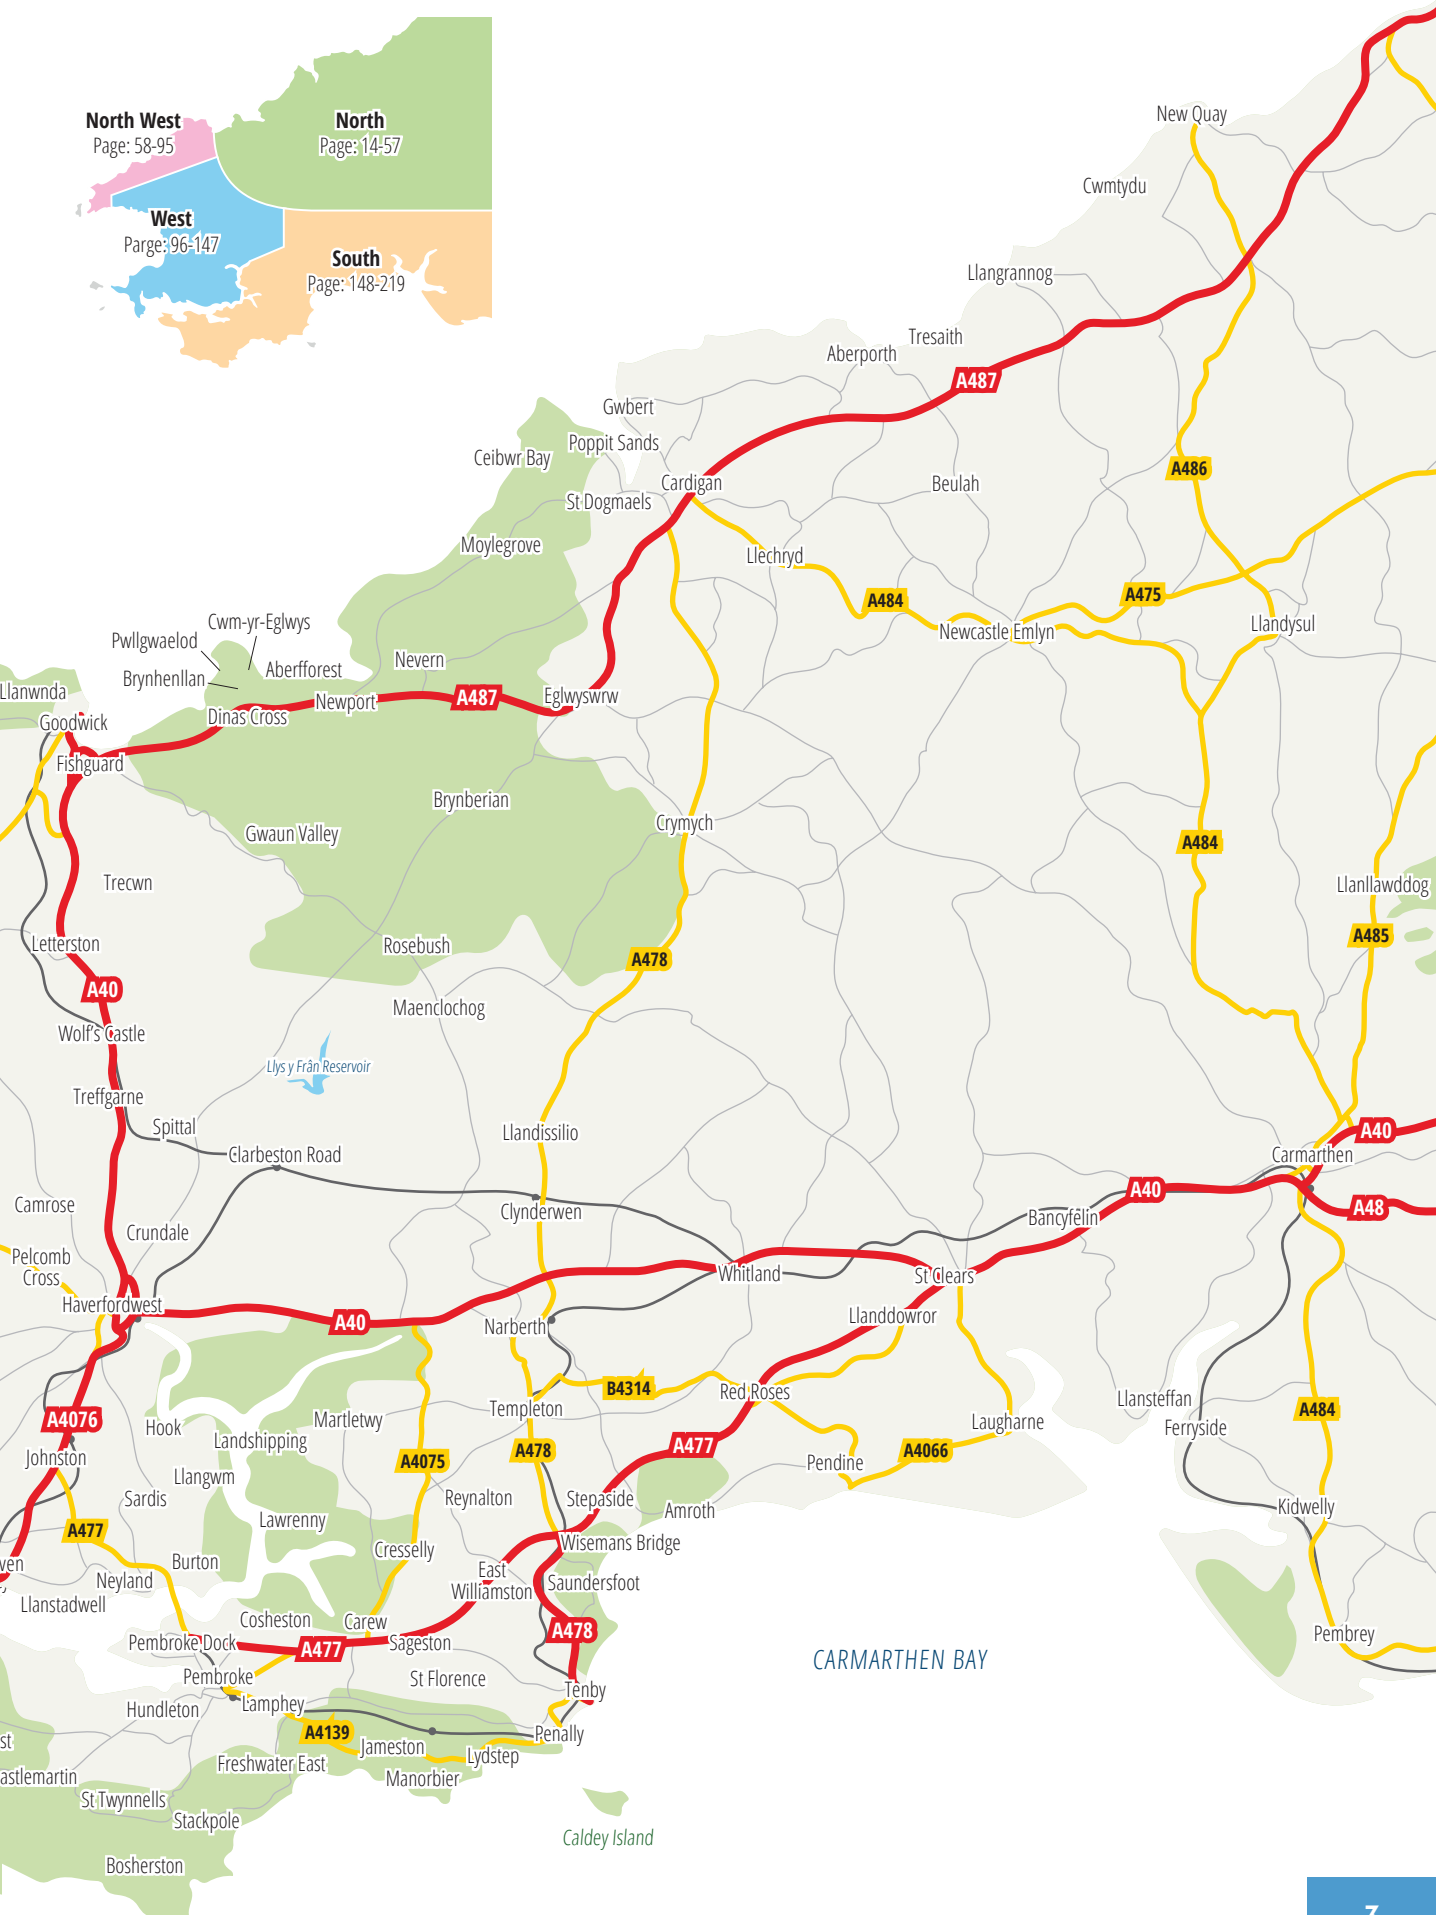 North West
Page: 58-95
North
Page: 14-57
West
Parge: 96-147
South
Page: 148-219
New Quay
Cwmtydu
Llangrannog
Tresaith
Aberporth
A487
Gwbert
Poppit Sands
Ceibwr Bay
A486
Cardigan
Beulah
St Dogmaels
Moylegrove
Llechryd
A484
A475
Cwm-yr-Eglwys
Newcastle Emlyn
Llandysul
Pwllgwaelod
Nevern
Aberfforest
Brynhenllan
Llanwnda
A487
Eglwyswrw
Newport
Dinas Cross
Goodwick
Fishguard
Brynberian
Crymych
Gwaun Valley
A484
Trecwn
Llanllawddog
Letterston
Rosebush
A485
A478
A40
Maenclochog
Wolf's Castle
Llys y Frân Reservoir
Treffgarne
Spittal
Llandissilio
A40
Clarbeston Road
Carmarthen
A40
Camrose
Clynderwen
A48
Bancyfelin
Crundale
Pelcomb
Cross
Whitland
St Clears
Haverfordwest
A40
Llanddowror
Narberth
B4314
Red Roses
Llansteffan
Templeton
A484
A4076
Martletwy
Laugharne
Hook
Ferryside
Landshipping
A477
A478
A4066
Johnston
A4075
Pendine
Llangwm
Sardis
Reynalton
Stepaside
Amroth
Kidwelly
Lawrenny
A477
Cresselly
Wisemans Bridge
ven
Burton
East
Williamston
Neyland
Saundersfoot
Llanstadwell
Cosheston
Carew
A478
Pembroke Dock
A477
Sageston
Pembrey
CARMARTHEN BAY
Pembroke
St Florence
Tenby
Hundleton
Lamphey
A4139
Penally
st
Jameston
Lydstep
Freshwater East
astlemartin
Manorbier
St Twynnells
Stackpole
Caldey Island
Bosherston